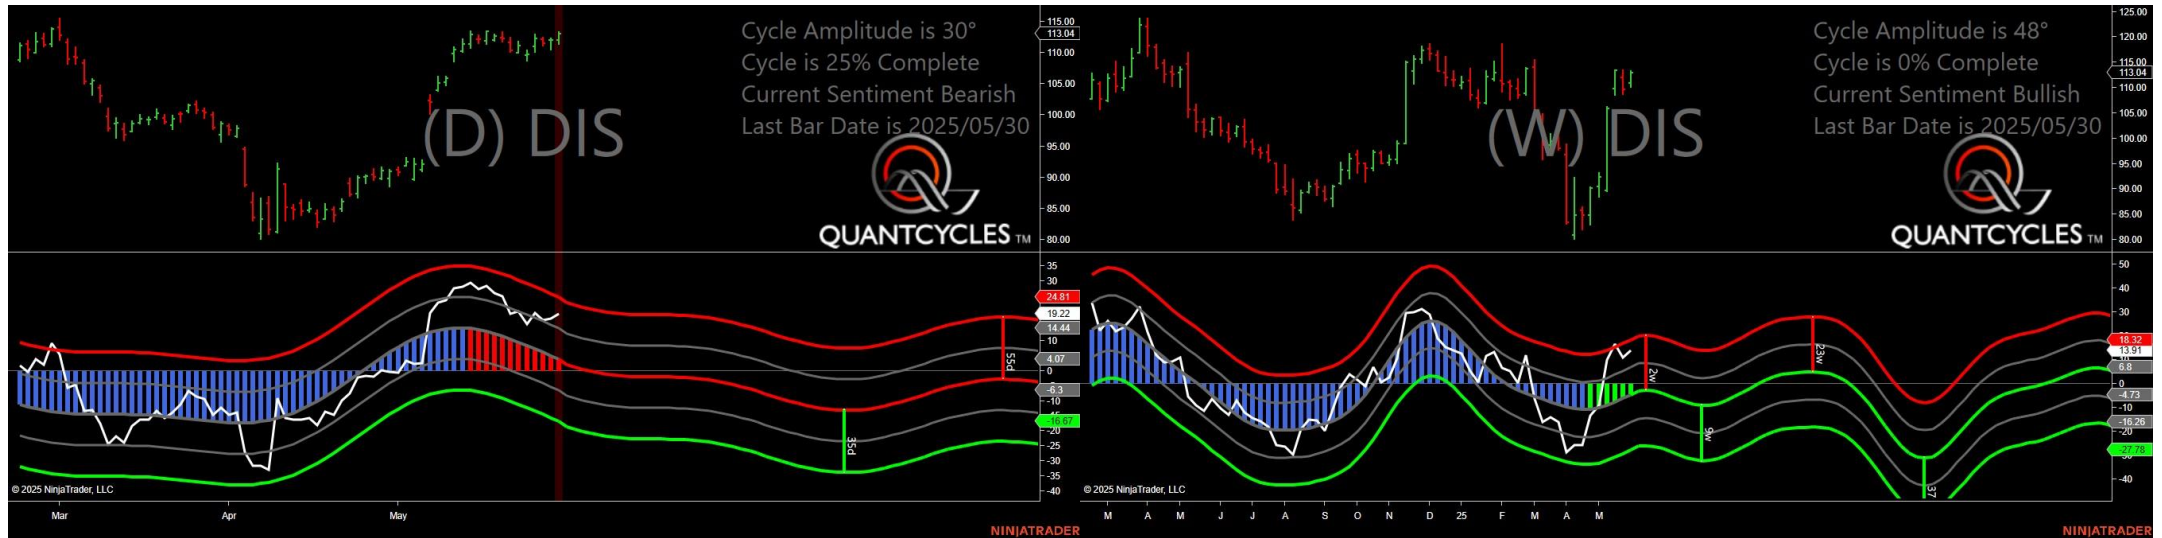 Cycle Amplitude is 30°
Cycle is 25% Complete
Current Sentiment Bearish
Last Bar Date is 2025/05/30
(D) DIS
QUANTCYCLES TM
115.00
113.04
110.00
105.00
100.00
95.00
90.00
85.00
80.00
35
30
24.81
19.22
14.44
10
4.07
0
-6.3
-10
-16.67
-20
-25
-30
-35
-40
55d
35d
© 2025 NinjaTrader, LLC
Mar Apr May
NINJATRADER
Cycle Amplitude is 48°
Cycle is 0% Complete
Current Sentiment Bullish
Last Bar Date is 2025/05/30
(W) DIS
QUANTCYCLES TM
125.00
120.00
115.00
113.04
110.00
105.00
100.00
95.00
90.00
85.00
80.00
50
40
30
18.32
13.91
6.8
0
-4.73
-10
-16.26
-20
-27.78
-40
2w
9w
23w
37
© 2025 NinjaTrader, LLC
M A M J J A S O N D 25 F M A M
NINJATRADER